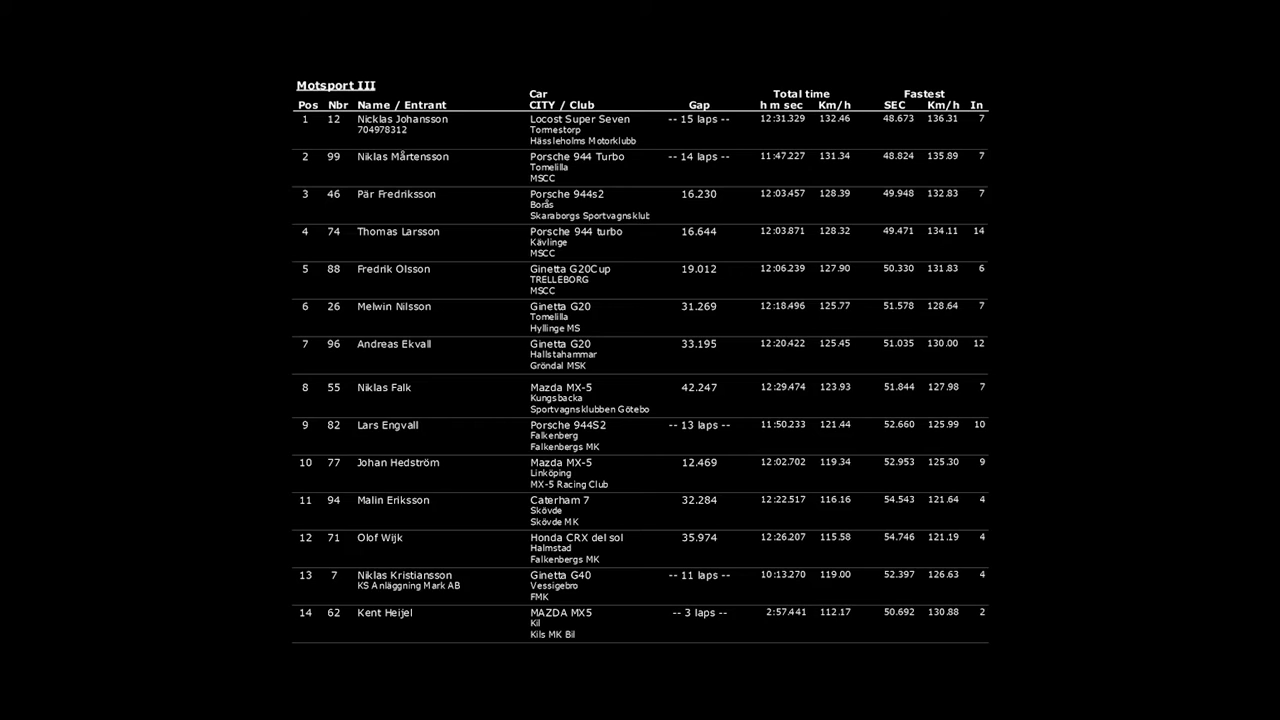 Motsport III
Car Total time Fastest
Pos Nbr Name / Entrant CITY / Club Gap h m sec Km/h SEC Km/h In
1 12 Nicklas Johansson Locost Super Seven -- 15 laps -- 12:31.329 132.46 48.673 136.31 7
704978312 Tormestorp
Hässleholms Motorklubb
2 99 Niklas Mårtensson Porsche 944 Turbo -- 14 laps -- 11:47.227 131.34 48.824 135.89 7
Tomelilla
MSCC
3 46 Pär Fredriksson Porsche 944s2 16.230 12:03.457 128.39 49.948 132.83 7
Borås
Skaraborgs Sportvagnsklub
4 74 Thomas Larsson Porsche 944 turbo 16.644 12:03.871 128.32 49.471 134.11 14
Kävlinge
MSCC
5 88 Fredrik Olsson Ginetta G20Cup 19.012 12:06.239 127.90 50.330 131.83 6
TRELLEBORG
MSCC
6 26 Melwin Nilsson Ginetta G20 31.269 12:18.496 125.77 51.578 128.64 7
Tomelilla
Hyllinge MS
7 96 Andreas Ekvall Ginetta G20 33.195 12:20.422 125.45 51.035 130.00 12
Hallstahammar
Gröndal MSK
8 55 Niklas Falk Mazda MX-5 42.247 12:29.474 123.93 51.844 127.98 7
Kungsbacka
Sportvagnsklubben Götebo
9 82 Lars Engvall Porsche 944S2 -- 13 laps -- 11:50.233 121.44 52.660 125.99 10
Falkenberg
Falkenbergs MK
10 77 Johan Hedström Mazda MX-5 12.469 12:02.702 119.34 52.953 125.30 9
Linköping
MX-5 Racing Club
11 94 Malin Eriksson Caterham 7 32.284 12:22.517 116.16 54.543 121.64 4
Skövde
Skövde MK
12 71 Olof Wijk Honda CRX del sol 35.974 12:26.207 115.58 54.746 121.19 4
Halmstad
Falkenbergs MK
13 7 Niklas Kristiansson Ginetta G40 -- 11 laps -- 10:13.270 119.00 52.397 126.63 4
KS Anläggning Mark AB Vessigebro
FMK
14 62 Kent Heijel MAZDA MX5 -- 3 laps -- 2:57.441 112.17 50.692 130.88 2
Kil
Kils MK Bil